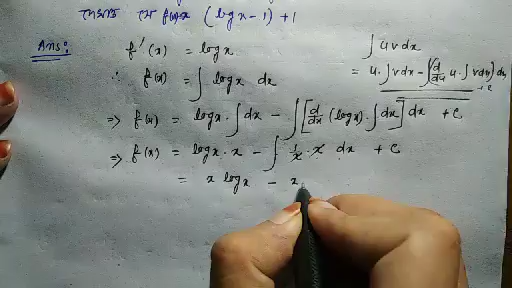 দেখাও যে f(x)=x (log x - 1) + 1
Ans: f'(x) = log x
∫ u v dx
= u. ∫ v dx - ∫[d/du u. ∫ v dx] dx + c
∴ f(x) = ∫ log x dx
⇒ f(x) = log x. ∫ dx - ∫[d/dx (log x). ∫ dx] dx + c
⇒ f(x) = log x. x - ∫ 1/x . x dx + c
= x log x - x